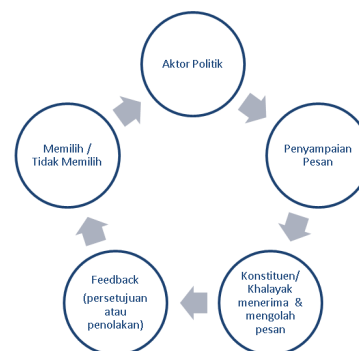 Aktor Politik
Penyampaian
Pesan
Konstituen/
Khalayak
menerima &
mengolah
pesan
Feedback
(persetujuan
atau
penolakan)
Memilih /
Tidak Memilih